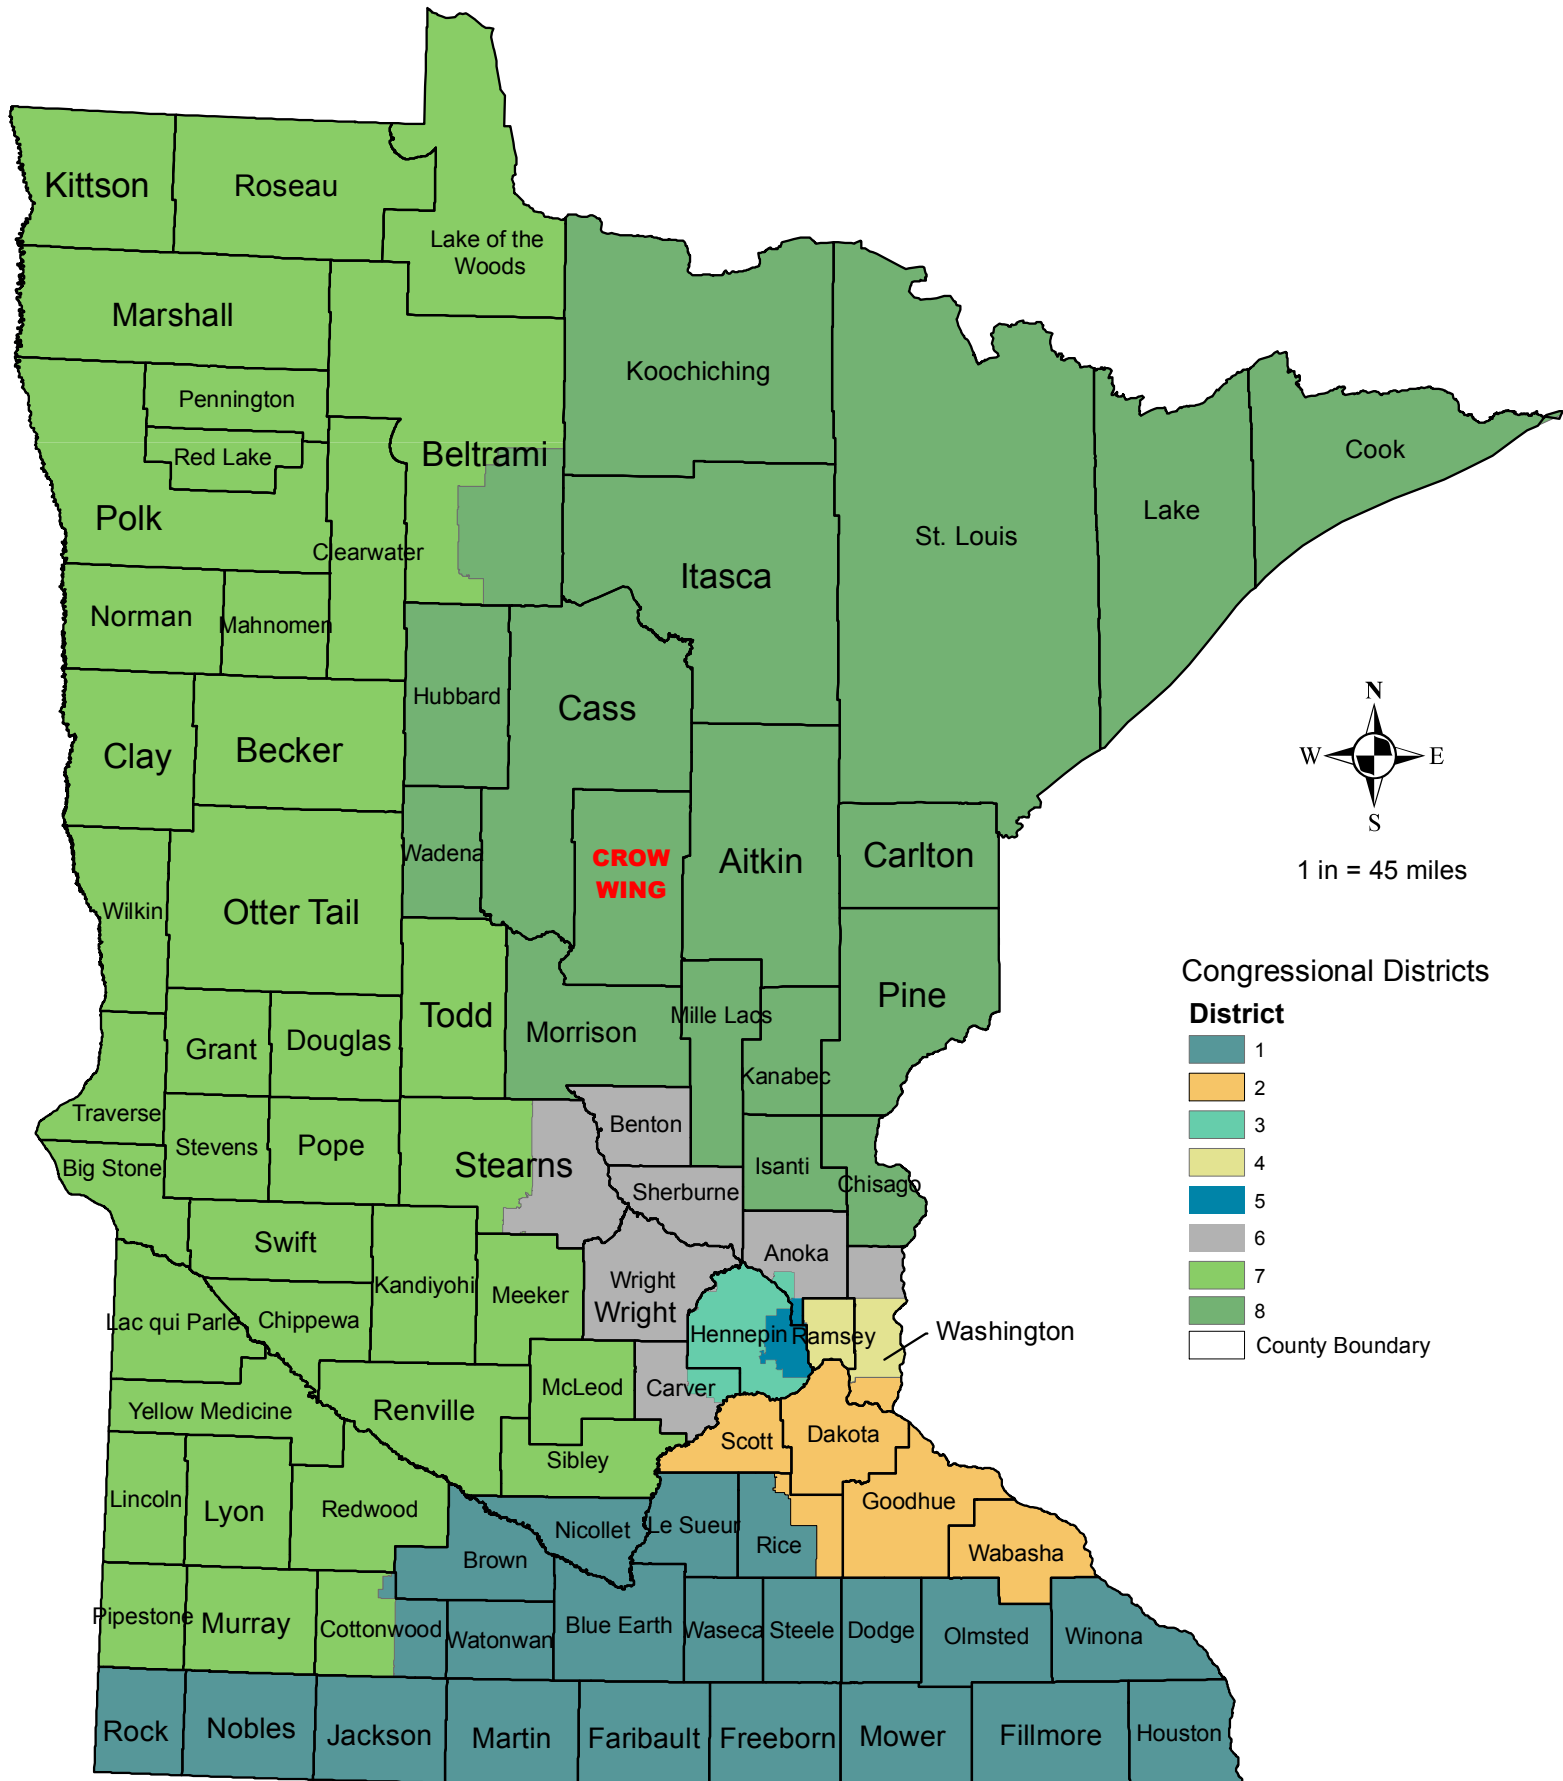 Kittson
Roseau
Lake of the
Woods
Marshall
Koochiching
Pennington
Beltrami
Red Lake
Cook
Lake
Polk
St. Louis
Clearwater
Itasca
Norman
Mahnomen
Hubbard
Cass
N
Clay
Becker
W
E
S
Wadena
CROW
WING
Aitkin
Carlton
1 in = 45 miles
Wilkin
Otter Tail
Congressional Districts
District
1
2
3
4
5
6
7
8
County Boundary
Pine
Todd
Mille Lacs
Morrison
Grant
Douglas
Kanabec
Traverse
Benton
Stevens
Pope
Stearns
Big Stone
Isanti
Chisago
Sherburne
Swift
Anoka
Kandiyohi
Wright
Wright
Meeker
Lac qui Parle
Chippewa
Hennepin
Ramsey
Washington
McLeod
Carver
Yellow Medicine
Renville
Scott
Dakota
Sibley
Lincoln
Lyon
Redwood
Goodhue
Nicollet
Le Sueur
Rice
Brown
Wabasha
Pipestone
Murray
Cottonwood
Watonwan
Blue Earth
Waseca
Steele
Dodge
Olmsted
Winona
Rock
Nobles
Jackson
Martin
Faribault
Freeborn
Mower
Fillmore
Houston